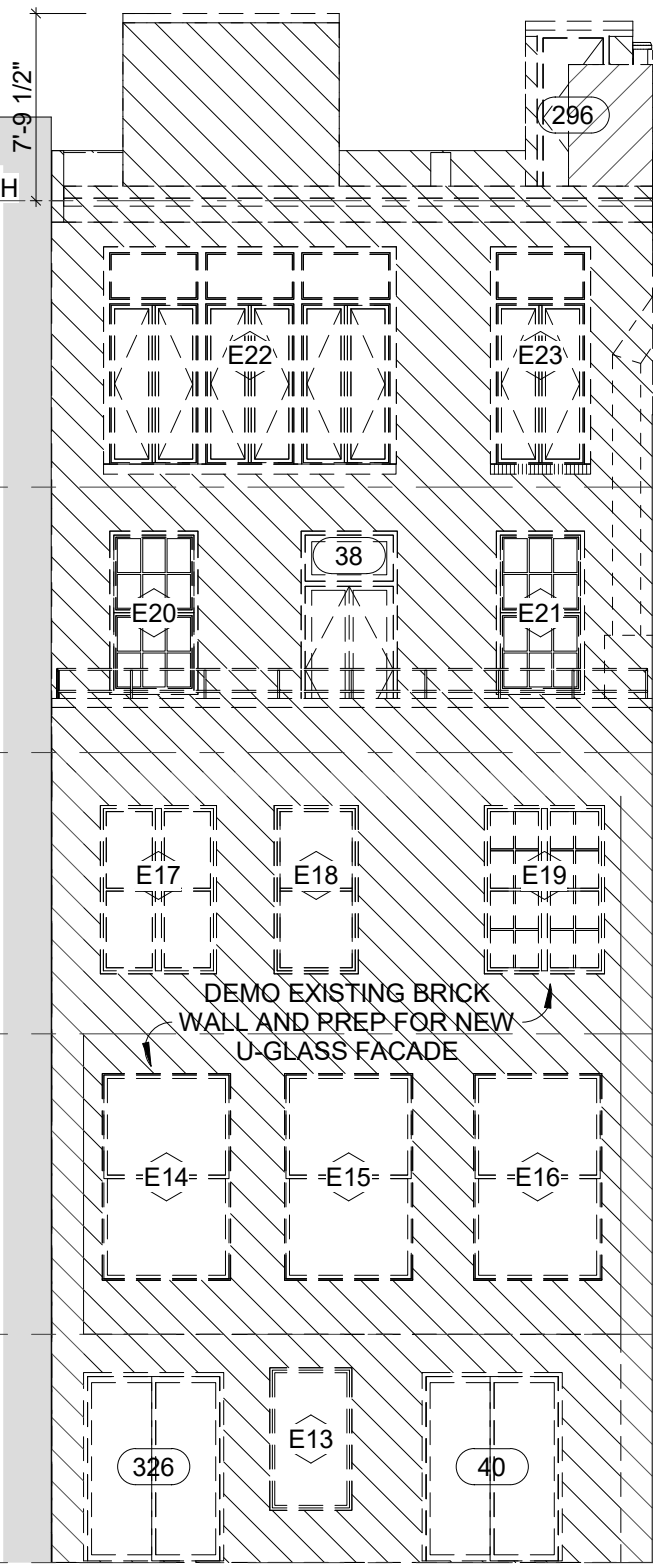 7'-9 1/2"
296
H
E22
E23
38
E20
E21
E17
E18
E19
DEMO EXISTING BRICK
WALL AND PREP FOR NEW
U-GLASS FACADE
E14
E15
E16
E13
326
40